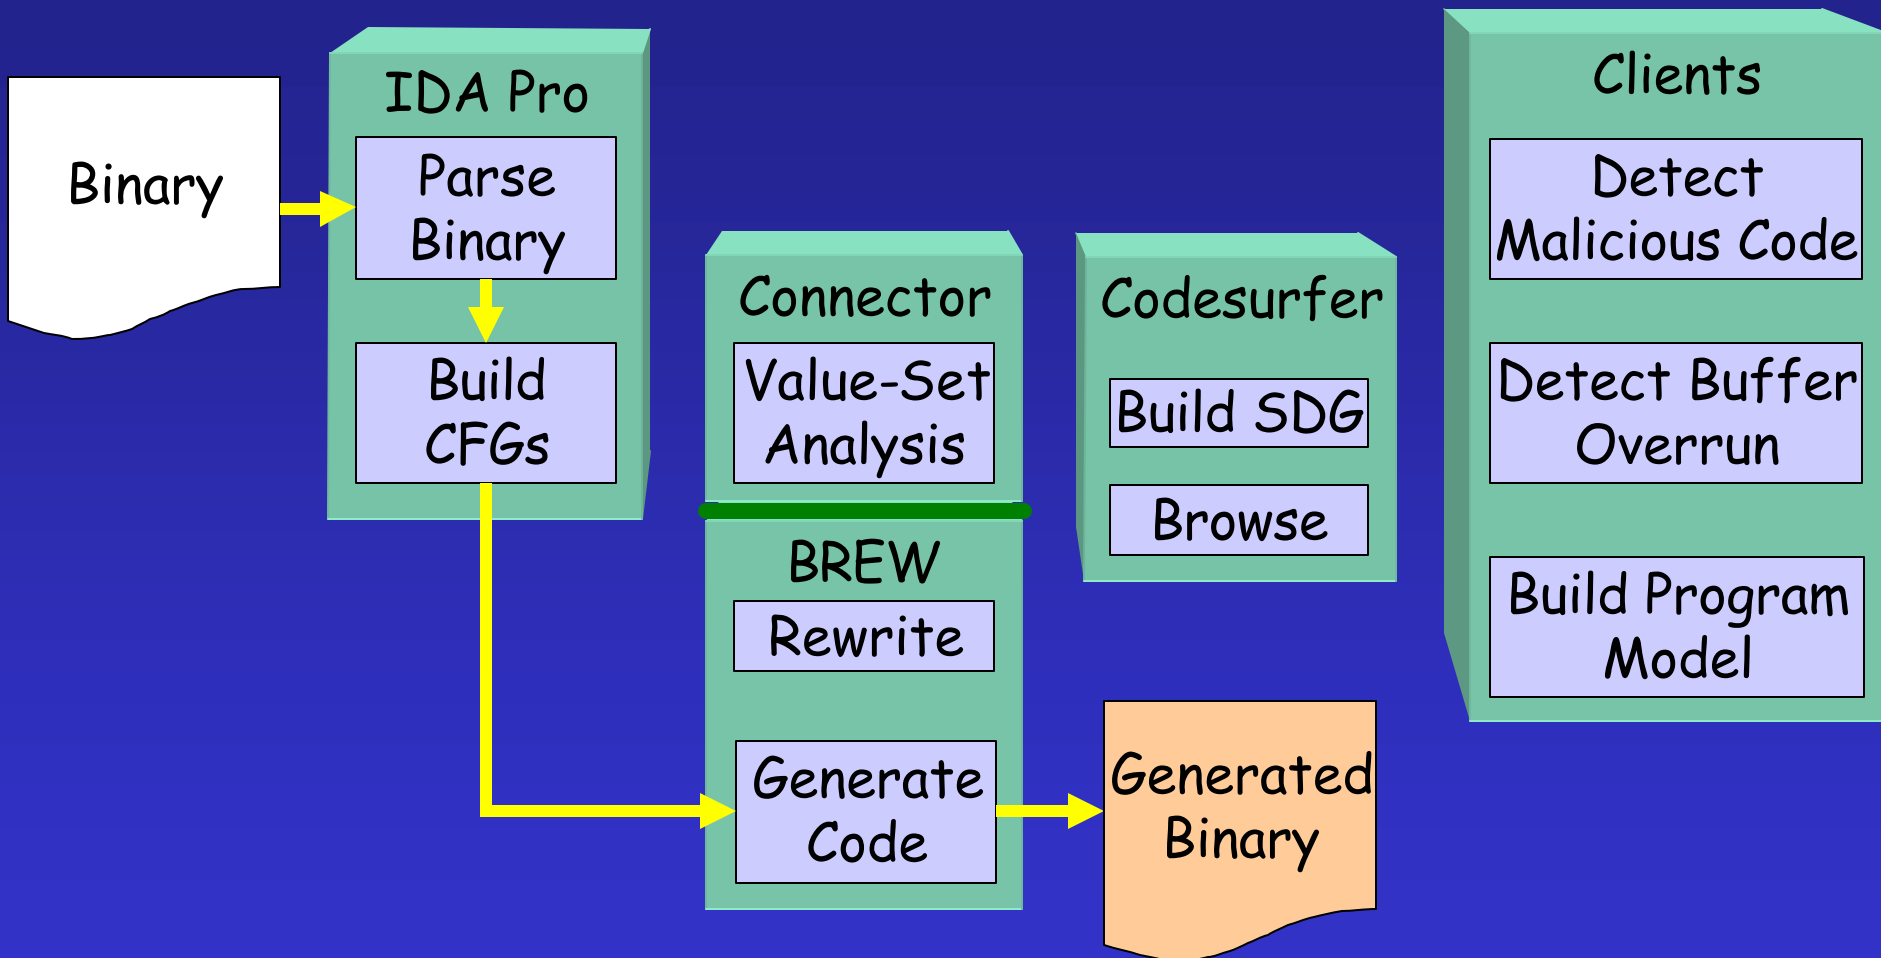 Binary
IDA Pro
Parse
Binary
Build
CFGs
Connector
Value-Set
Analysis
BREW
Rewrite
Generate
Code
Codesurfer
Build SDG
Browse
Generated
Binary
Clients
Detect
Malicious Code
Detect Buffer
Overrun
Build Program
Model